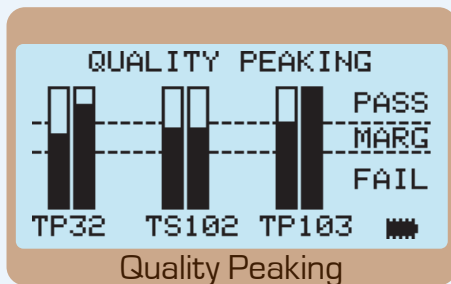 QUALITY PEAKING
PASS
MARG
FAIL
TP32 TS102 TP103
Quality Peaking